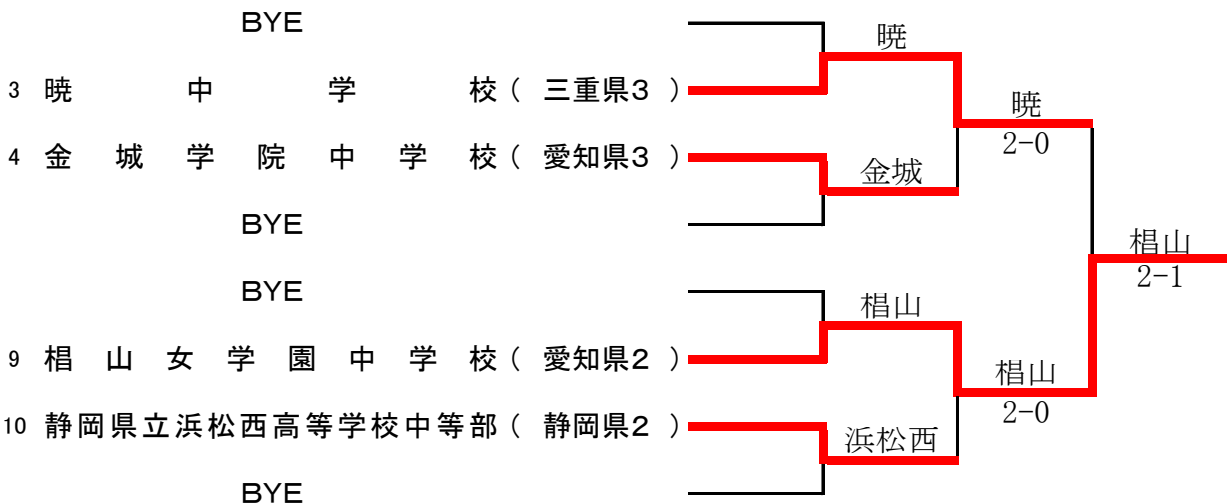 BYE
暁
3 暁中学校（三重県3）
暁
2-0
4 金城学院中学校（愛知県3）
金城
BYE
椙山
2-1
BYE
椙山
9 椙山女学園中学校（愛知県2）
椙山
2-0
10 静岡県立浜松西高等学校中等部（静岡県2）
浜松西
BYE